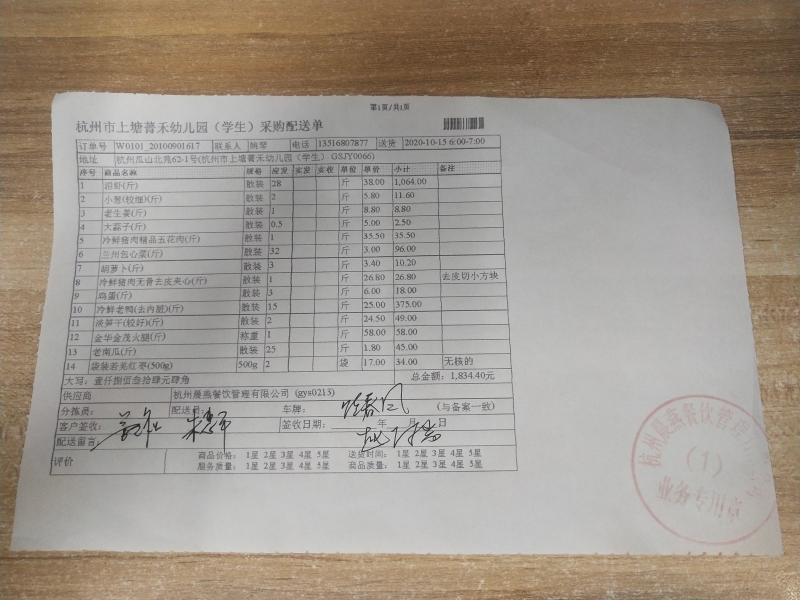 第1页/共1页
杭州市上塘菁禾幼儿园（学生）采购配送单
订单号 W0101_20100901617 联系人 姚琴 电话 13516807877 送货 2020-10-15 6:00-7:00
地址 杭州瓜山北苑62-1号(杭州市上塘菁禾幼儿园（学生）GSJY0066)
序号 商品名称 规格 应发 实发 实收 单位 单价 小计 备注
1 沼虾(斤) 散装 28 斤 38.00 1,064.00
2 小葱(较细)(斤) 散装 2 斤 5.80 11.60
3 老生姜(斤) 散装 1 斤 8.80 8.80
4 大蒜子(斤) 散装 0.5 斤 5.00 2.50
5 冷鲜猪肉精品五花肉(斤) 散装 1 斤 35.50 35.50
6 兰州包心菜(斤) 散装 32 斤 3.00 96.00
7 胡萝卜(斤) 散装 3 斤 3.40 10.20
8 冷鲜猪肉无骨去皮夹心(斤) 散装 1 斤 26.80 26.80 去皮切小方块
9 鸡蛋(斤) 散装 3 斤 6.00 18.00
10 冷鲜老鸭(去内脏)(斤) 散装 15 斤 25.00 375.00
11 淡笋干(较好)(斤) 散装 2 斤 24.50 49.00
12 金华金茂火腿(斤) 称重 1 斤 58.00 58.00
13 老南瓜(斤) 散装 25 斤 1.80 45.00
14 袋装若羌红枣(500g) 500g 2 袋 17.00 34.00 无核的
大写：壹仟捌佰叁拾肆元肆角 总金额：1,834.40元
供应商 杭州晨燕餐饮管理有限公司 (gys0213)
分拣员： 配送员 车牌： (与备案一致)
客户签收： 签收日期： 年 月 日
配送留言：
评价 商品价格： 1星 2星 3星 4星 5星 送货时间： 1星 2星 3星 4星 5星
服务质量： 1星 2星 3星 4星 5星 商品质量： 1星 2星 3星 4星 5星
杭州晨燕餐饮管理
(1)
业务专用章